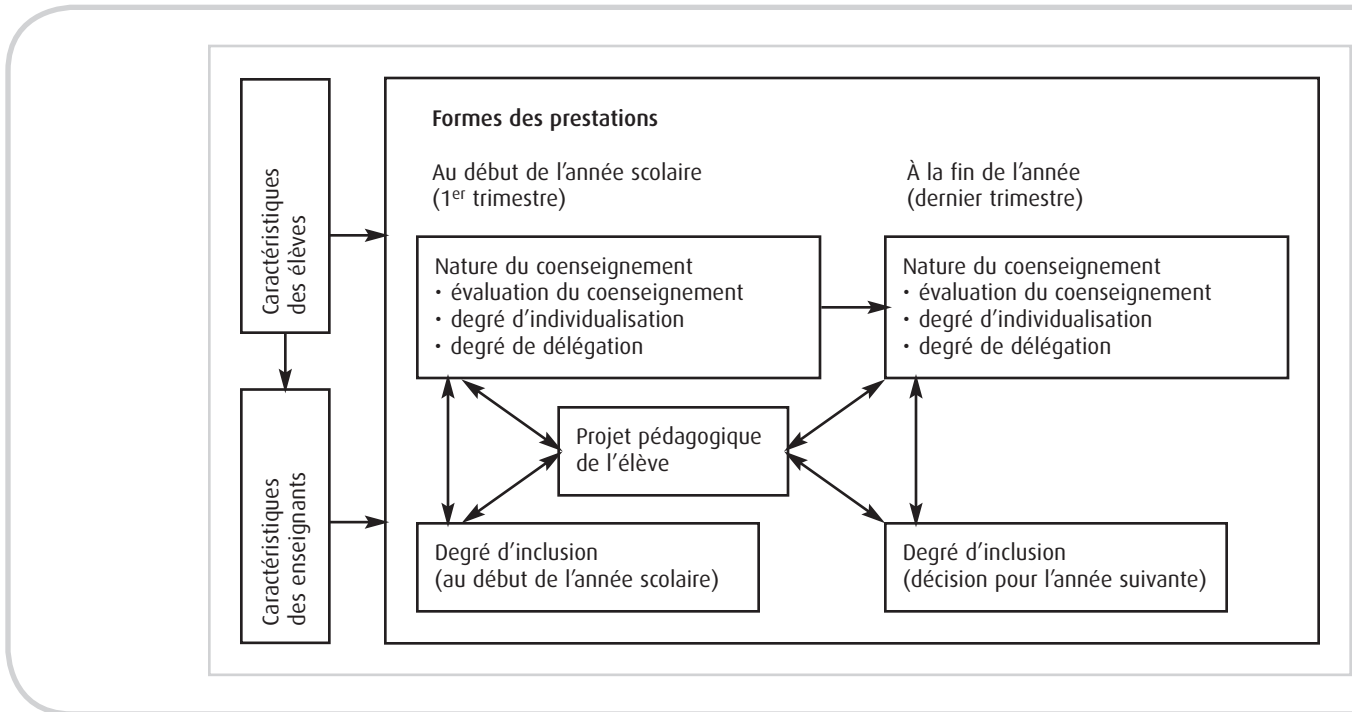 Caractéristiques
des élèves
Caractéristiques
des enseignants
Formes des prestations
Au début de l’année scolaire
(1er trimestre)
À la fin de l’année
(dernier trimestre)
Nature du coenseignement
• évaluation du coenseignement
• degré d’individualisation
• degré de délégation
Nature du coenseignement
• évaluation du coenseignement
• degré d’individualisation
• degré de délégation
Projet pédagogique
de l’élève
Degré d’inclusion
(au début de l’année scolaire)
Degré d’inclusion
(décision pour l’année suivante)